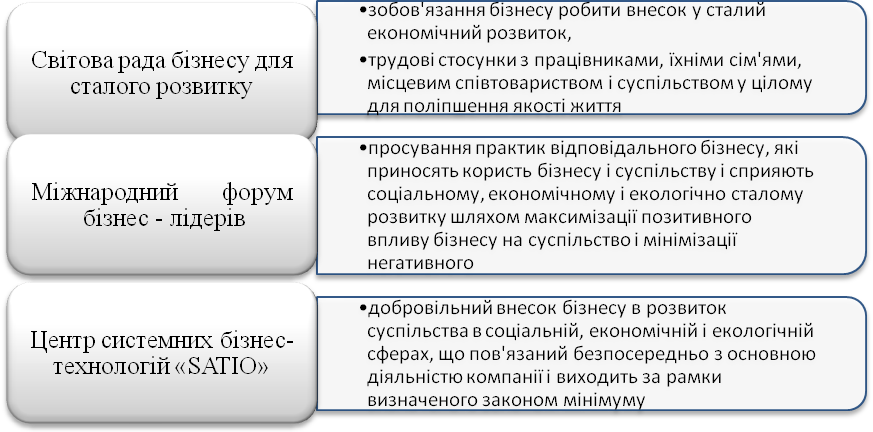 Світова рада бізнесу для
сталого розвитку
•зобов'язання бізнесу робити внесок у сталий
економічний розвиток,
•трудові стосунки з працівниками, їхніми сім'ями,
місцевим співтовариством і суспільством у цілому
для поліпшення якості життя
Міжнародний форум
бізнес - лідерів
•просування практик відповідального бізнесу, які
приносять користь бізнесу і суспільству і сприяють
соціальному, економічному і екологічно сталому
розвитку шляхом максимізації позитивного
впливу бізнесу на суспільство і мінімізації
негативного
Центр системних бізнес-
технологій «SATIO»
•добровільний внесок бізнесу в розвиток
суспільства в соціальній, економічній і екологічній
сферах, що пов'язаний безпосередньо з основною
діяльністю компанії і виходить за рамки
визначеного законом мінімуму